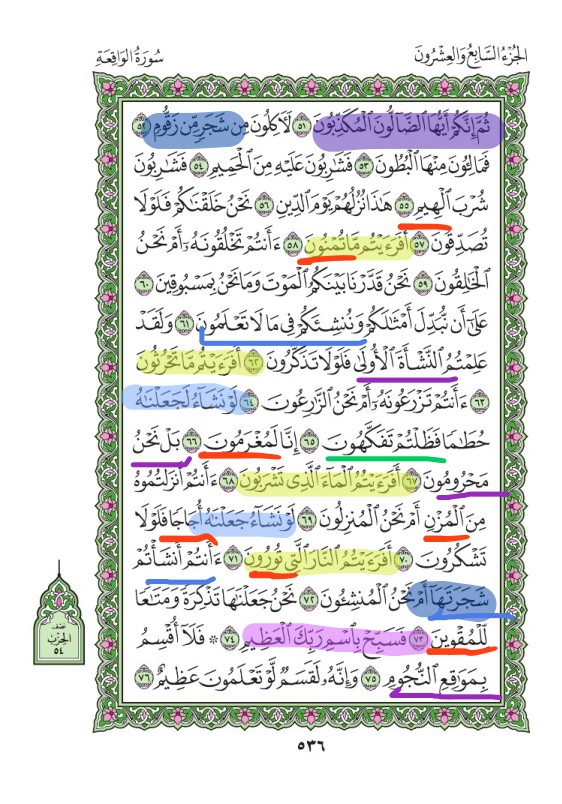 الجُزْءُ السَّابِعُ وَالعِشْرُونَ
سُورَةُ الوَاقِعَةِ
ثُمَّ إِنَّكُمْ أَيُّهَا ٱلضَّآلُّونَ ٱلْمُكَذِّبُونَ ٥١ لَءَاكِلُونَ مِن شَجَرٍ مِّن زَقُّومٍ ٥٢
فَمَالِـُٔونَ مِنْهَا ٱلْبُطُونَ ٥٣ فَشَٰرِبُونَ عَلَيْهِ مِنَ ٱلْحَمِيمِ ٥٤ فَشَٰرِبُونَ
شُرْبَ ٱلْهِيمِ ٥٥ هَٰذَا نُزُلُهُمْ يَوْمَ ٱلدِّينِ ٥٦ نَحْنُ خَلَقْنَٰكُمْ فَلَوْلَا
تُصَدِّقُونَ ٥٧ أَفَرَءَيْتُم مَّا تُمْنُونَ ٥٨ ءَأَنتُمْ تَخْلُقُونَهُۥٓ أَمْ نَحْنُ
ٱلْخَٰلِقُونَ ٥٩ نَحْنُ قَدَّرْنَا بَيْنَكُمُ ٱلْمَوْتَ وَمَا نَحْنُ بِمَسْبُوقِينَ ٦٠
عَلَىٰٓ أَن نُّبَدِّلَ أَمْثَٰلَكُمْ وَنُنشِئَكُمْ فِى مَا لَا تَعْلَمُونَ ٦١ وَلَقَدْ
عَلِمْتُمُ ٱلنَّشْأَةَ ٱلْأُولَىٰ فَلَوْلَا تَذَكَّرُونَ ٦٢ أَفَرَءَيْتُم مَّا تَحْرُثُونَ
٦٣ ءَأَنتُمْ تَزْرَعُونَهُۥٓ أَمْ نَحْنُ ٱلزَّٰرِعُونَ ٦٤ لَوْ نَشَآءُ لَجَعَلْنَٰهُ
حُطَٰمًا فَظَلْتُمْ تَفَكَّهُونَ ٦٥ إِنَّا لَمُغْرَمُونَ ٦٦ بَلْ نَحْنُ
مَحْرُومُونَ ٦٧ أَفَرَءَيْتُمُ ٱلْمَآءَ ٱلَّذِى تَشْرَبُونَ ٦٨ ءَأَنتُمْ أَنزَلْتُمُوهُ
مِنَ ٱلْمُزْنِ أَمْ نَحْنُ ٱلْمُنزِلُونَ ٦٩ لَوْ نَشَآءُ جَعَلْنَٰهُ أُجَاجًا فَلَوْلَا
تَشْكُرُونَ ٧٠ أَفَرَءَيْتُمُ ٱلنَّارَ ٱلَّتِى تُورُونَ ٧١ ءَأَنتُمْ أَنشَأْتُمْ
شَجَرَتَهَآ أَمْ نَحْنُ ٱلْمُنشِـُٔونَ ٧٢ نَحْنُ جَعَلْنَٰهَا تَذْكِرَةً وَمَتَٰعًا
لِّلْمُقْوِينَ ٧٣ فَسَبِّحْ بِٱسْمِ رَبِّكَ ٱلْعَظِيمِ ٧٤ ۞ فَلَآ أُقْسِمُ
بِمَوَٰقِعِ ٱلنُّجُومِ ٧٥ وَإِنَّهُۥ لَقَسَمٌ لَّوْ تَعْلَمُونَ عَظِيمٌ ٧٦
نصف
الحزب
٥٤
٥٣٦